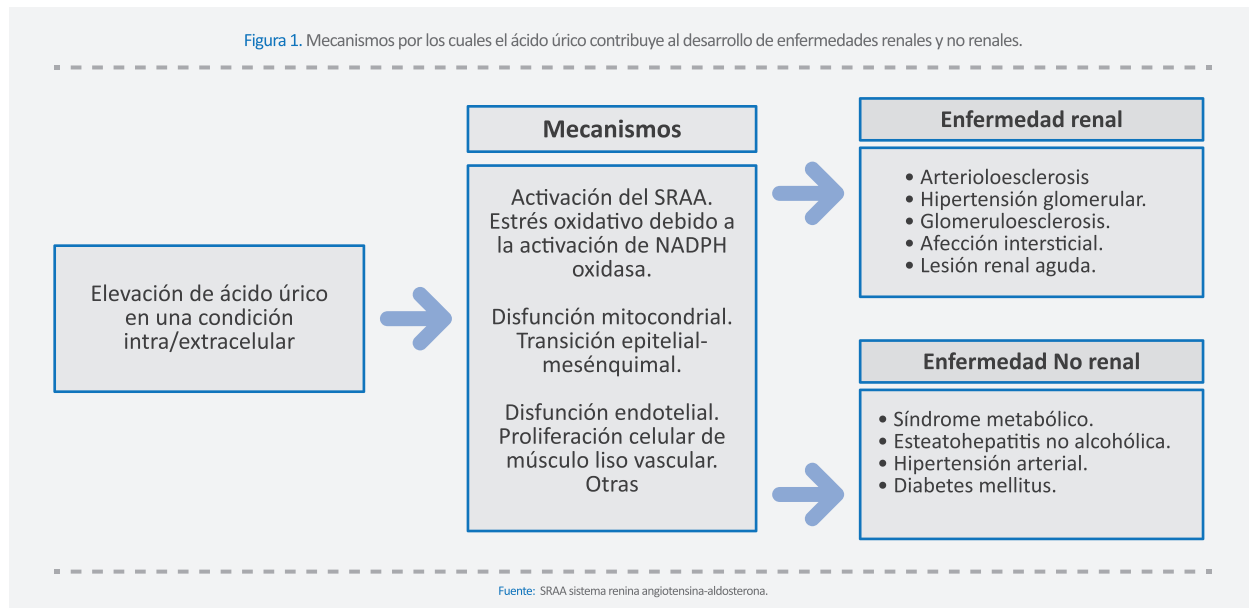 Figura 1. Mecanismos por los cuales el ácido úrico contribuye al desarrollo de enfermedades renales y no renales.
Elevación de ácido úrico
en una condición
intra/extracelular
Mecanismos
Activación del SRAA.
Estrés oxidativo debido a
la activación de NADPH
oxidasa.
Disfunción mitocondrial.
Transición epitelial-
mesénquimal.
Disfunción endotelial.
Proliferación celular de
músculo liso vascular.
Otras
Enfermedad renal
• Arterioloesclerosis
• Hipertensión glomerular.
• Glomeruloesclerosis.
• Afección intersticial.
• Lesión renal aguda.
Enfermedad No renal
• Síndrome metabólico.
• Esteatohepatitis no alcohólica.
• Hipertensión arterial.
• Diabetes mellitus.
Fuente: SRAA sistema renina angiotensina-aldosterona.